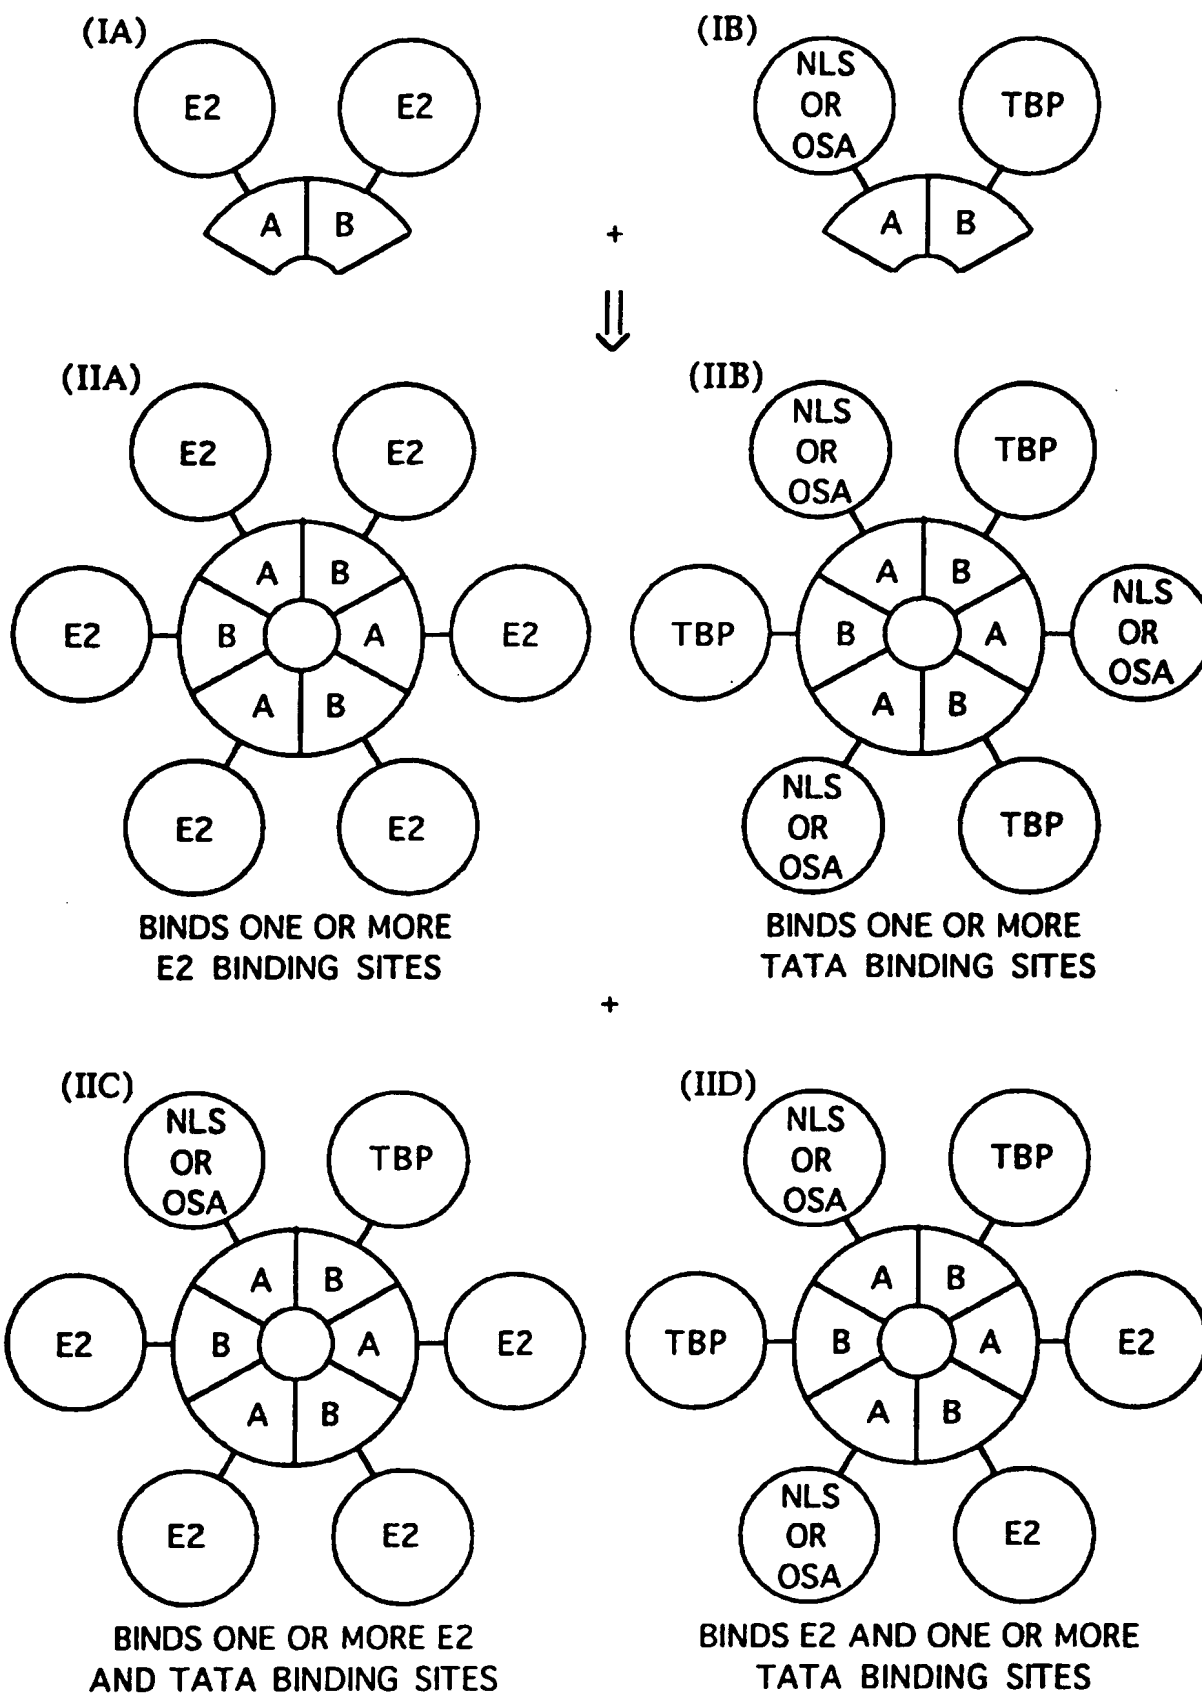 (IA)
E2
E2
A
B
+
(IB)
NLS
OR
OSA
TBP
A
B
(IIA)
E2
E2
A
B
E2
B
A
E2
A
B
E2
E2
BINDS ONE OR MORE
E2 BINDING SITES
(IIB)
NLS
OR
OSA
TBP
A
B
TBP
B
A
NLS
OR
OSA
A
B
NLS
OR
OSA
TBP
BINDS ONE OR MORE
TATA BINDING SITES
+
(IIC)
NLS
OR
OSA
TBP
A
B
E2
B
A
E2
A
B
E2
E2
BINDS ONE OR MORE E2
AND TATA BINDING SITES
(IID)
NLS
OR
OSA
TBP
A
B
TBP
B
A
E2
A
B
NLS
OR
OSA
E2
BINDS E2 AND ONE OR MORE
TATA BINDING SITES